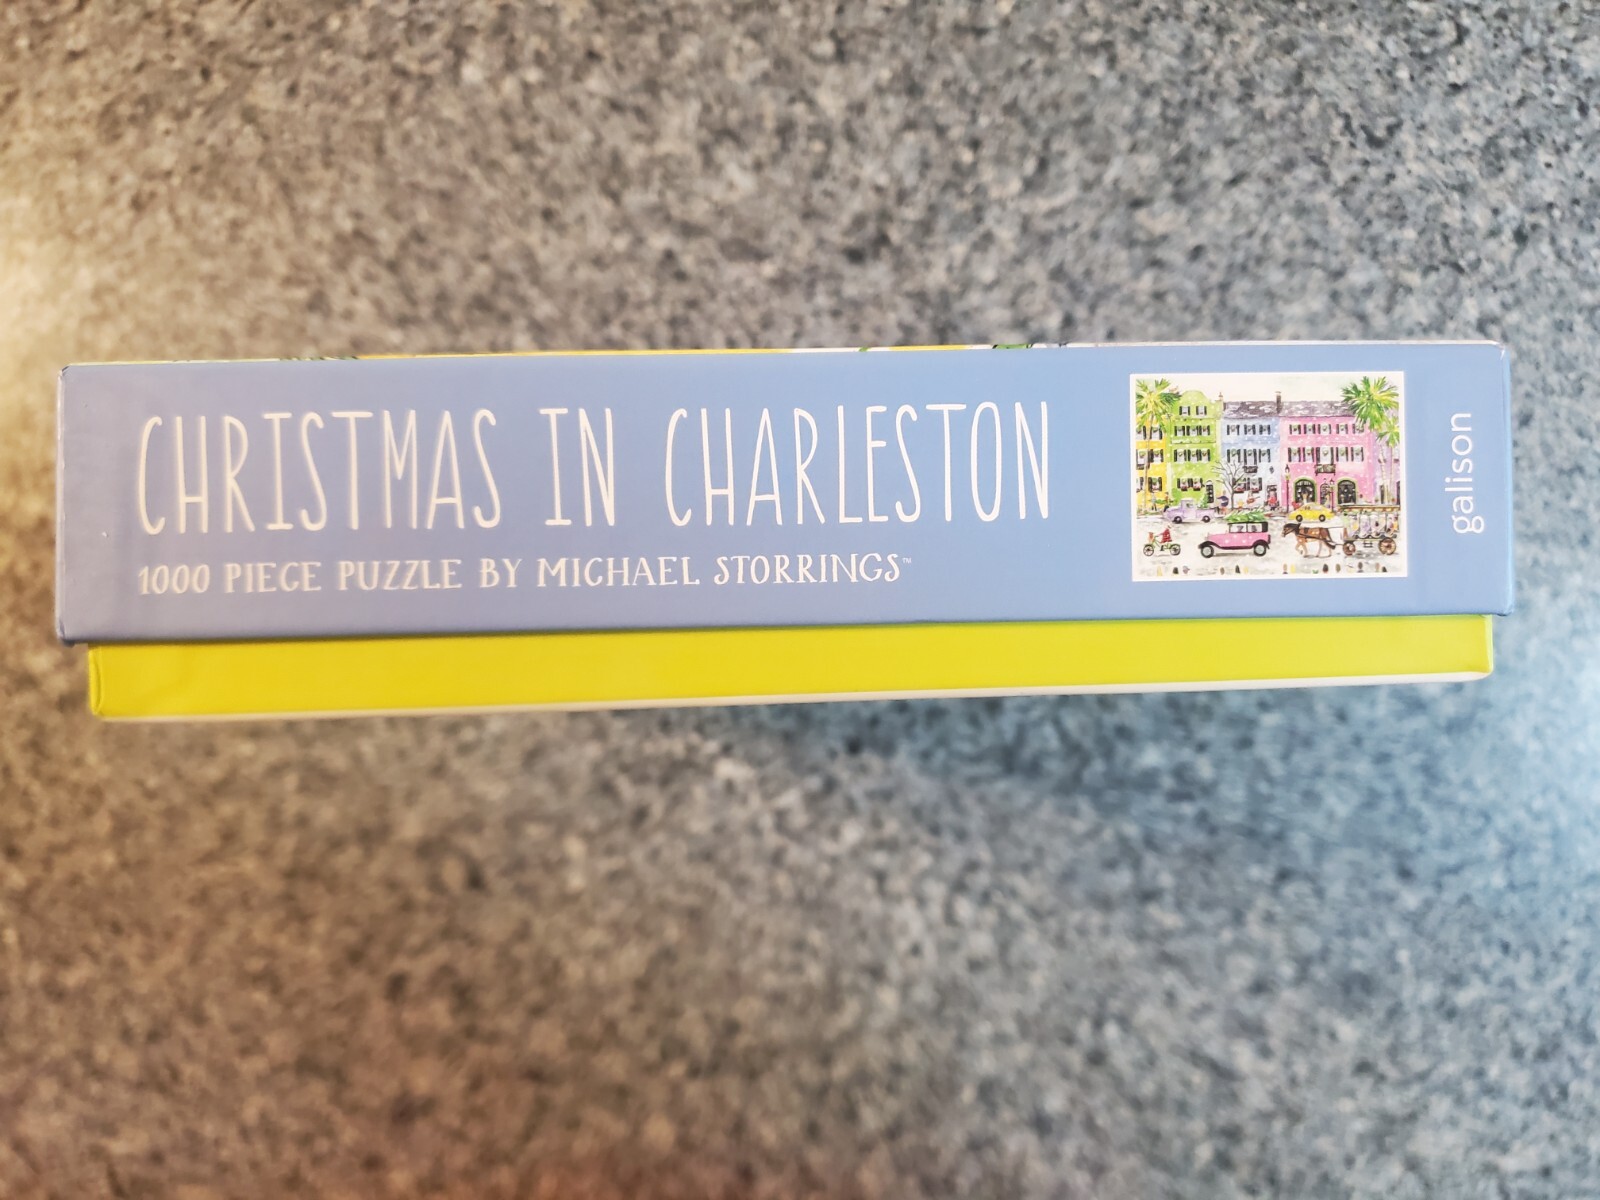 CHRISTMAS IN CHARLESTON
1000 PIECE PUZZLE BY MICHAEL STORRINGS™
galison